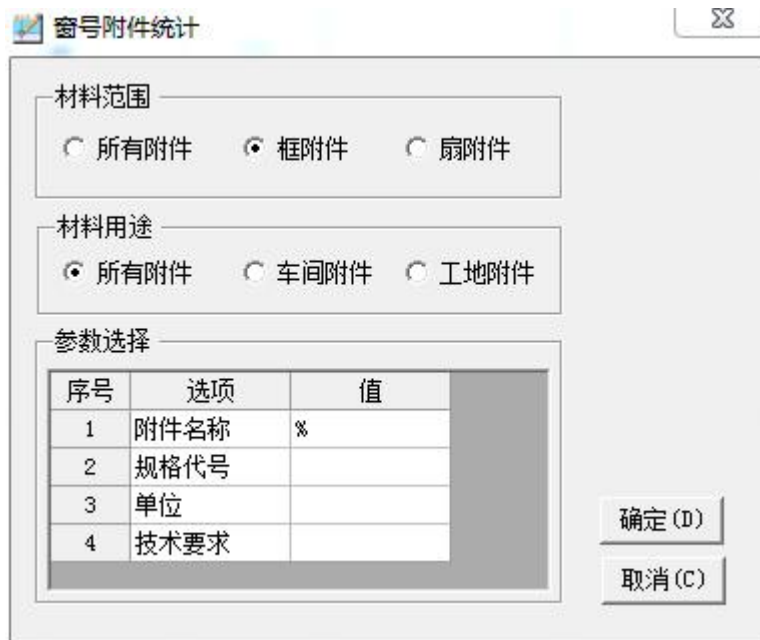 窗号附件统计
材料范围
所有附件 框附件 扇附件
材料用途
所有附件 车间附件 工地附件
参数选择
序号 选项 值
1 附件名称 %
2 规格代号
3 单位
4 技术要求
确定(D)
取消(C)